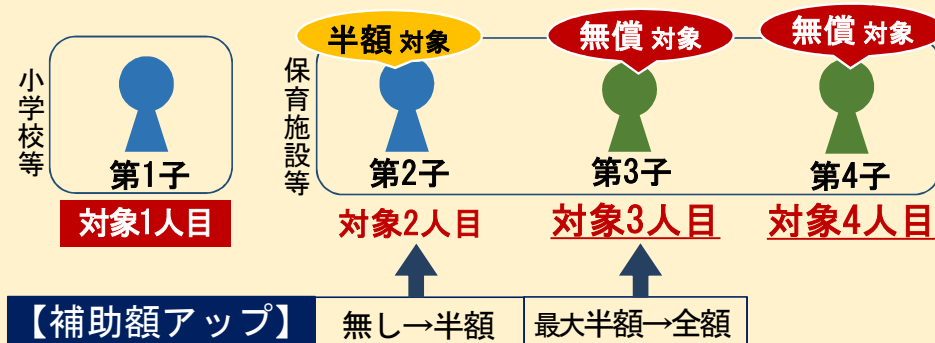 半額 対象
無償 対象
無償 対象
小学校等
保育施設等
第1子
第2子
第3子
第4子
対象1人目
対象2人目
対象3人目
対象4人目
【補助額アップ】
無し→半額
最大半額→全額